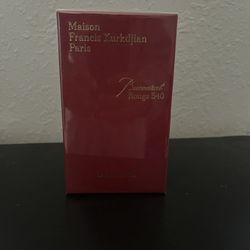 Maison
Francis Kurkdjian
Paris
Baccarat
Rouge 540